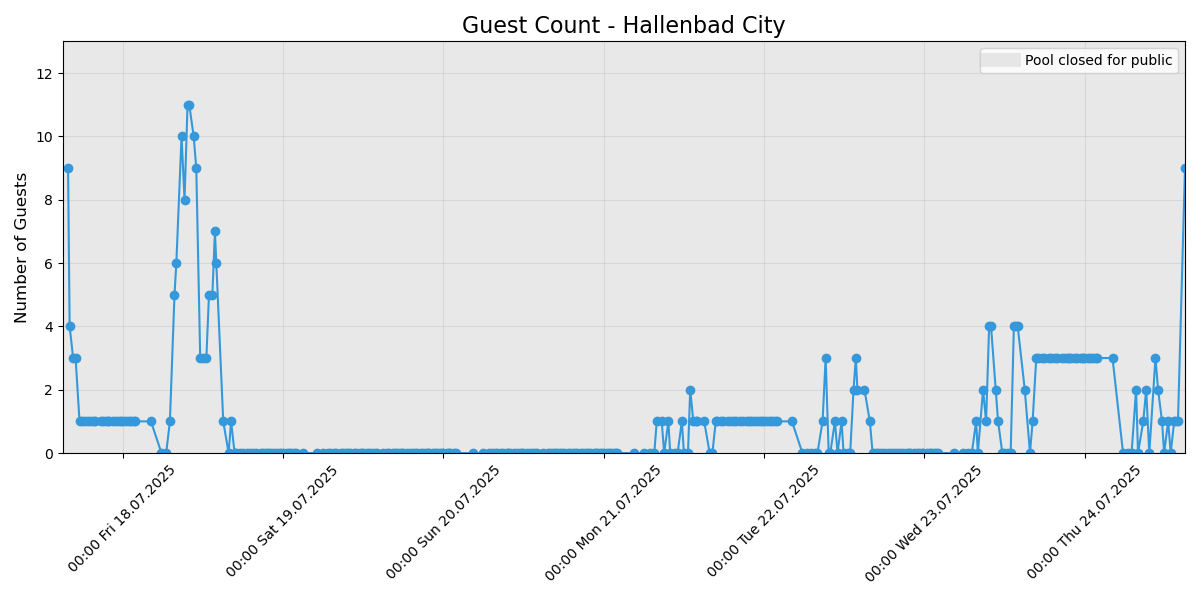 Guest Count - Hallenbad City
Pool closed for public
Number of Guests
12
10
8
6
4
2
0
00:00 Fri 18.07.2025
00:00 Sat 19.07.2025
00:00 Sun 20.07.2025
00:00 Mon 21.07.2025
00:00 Tue 22.07.2025
00:00 Wed 23.07.2025
00:00 Thu 24.07.2025